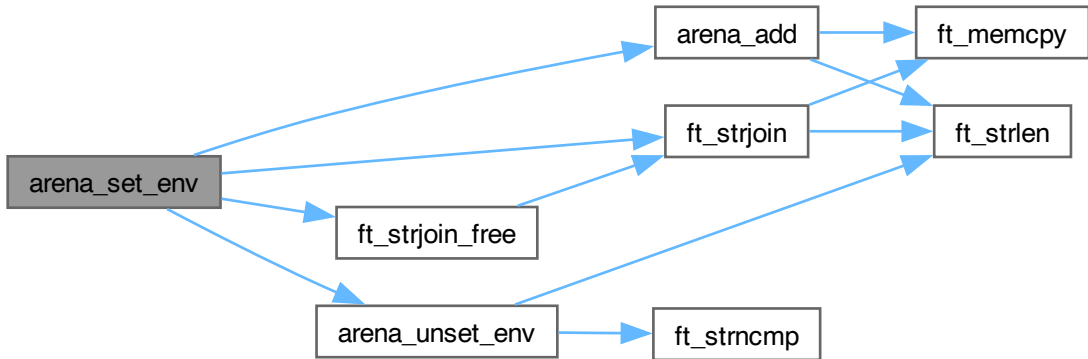 arena_add
ft_memcpy
ft_strjoin
ft_strlen
arena_set_env
ft_strjoin_free
arena_unset_env
ft_strncmp